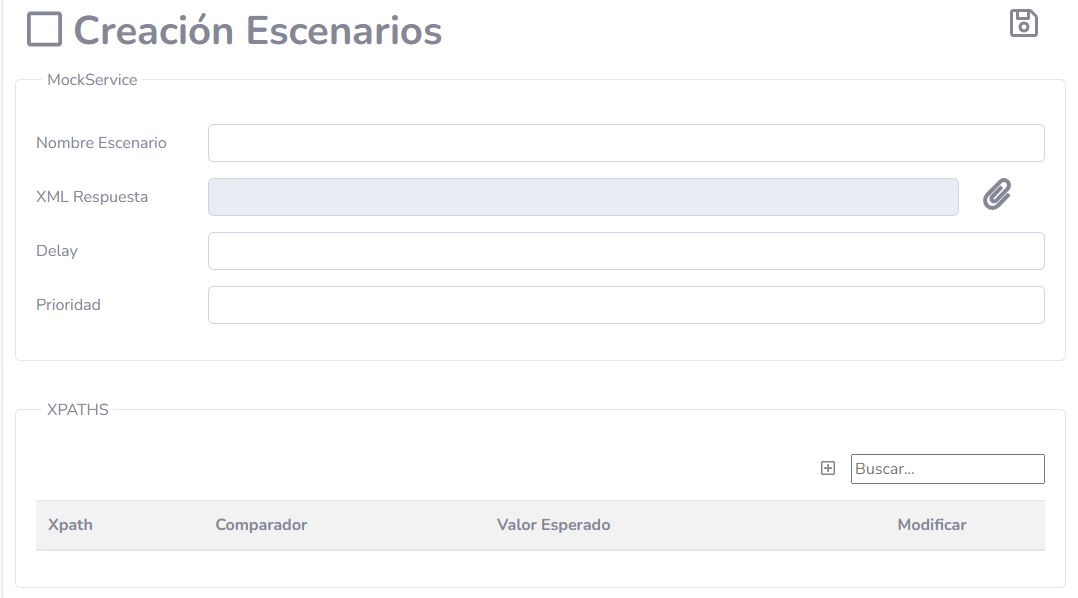 Creación Escenarios
MockService
Nombre Escenario
XML Respuesta
Delay
Prioridad
XPATHS
Buscar...
Xpath Comparador Valor Esperado Modificar